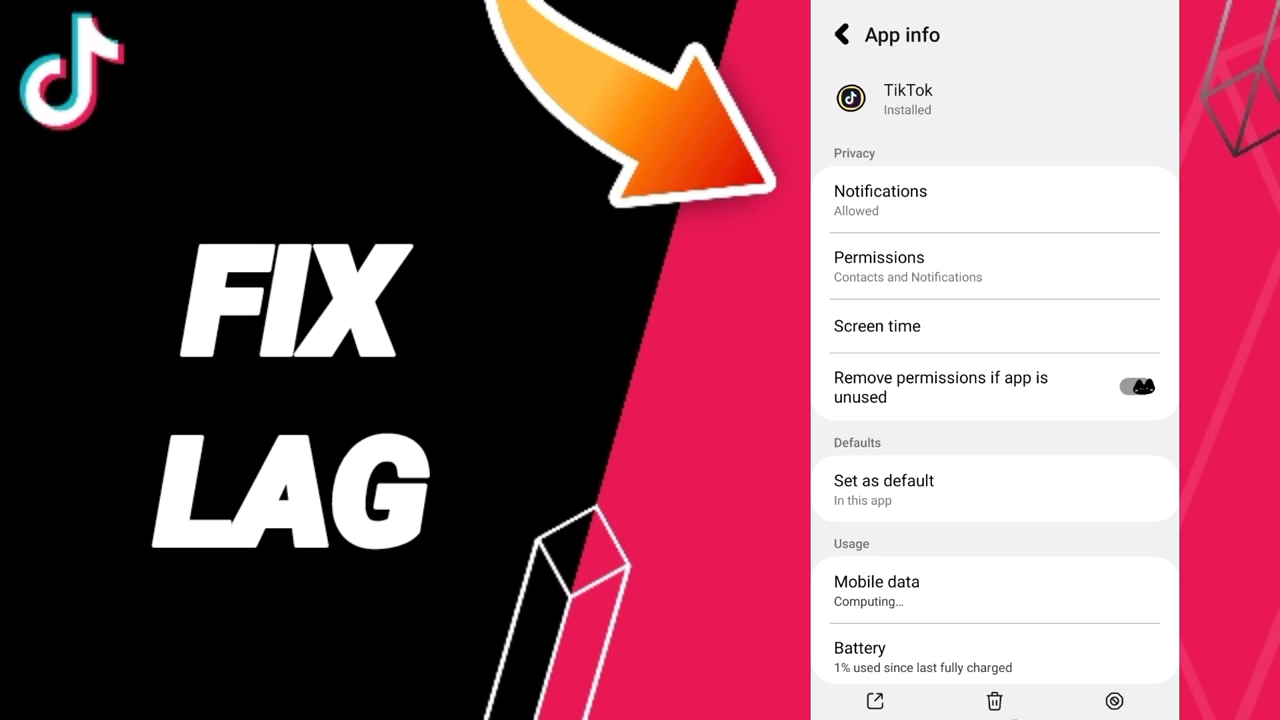 FIX
LAG
App info
TikTok
Installed
Privacy
Notifications
Allowed
Permissions
Contacts and Notifications
Screen time
Remove permissions if app is
unused
Defaults
Set as default
In this app
Usage
Mobile data
Computing…
Battery
1% used since last fully charged